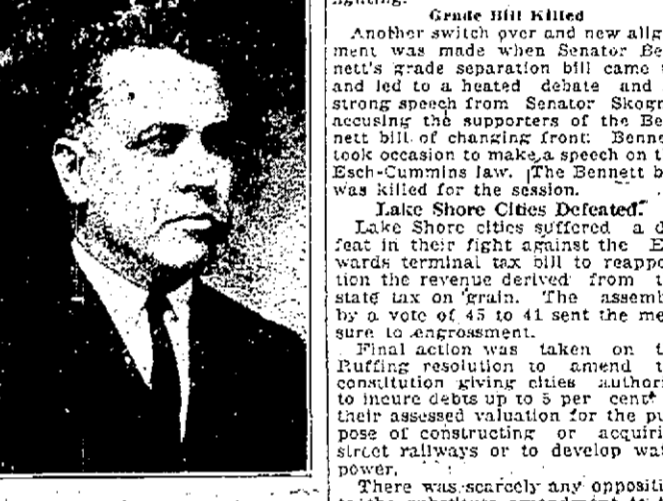 Grade Bill Killed
Another switch over and new allg
ment was made when Senator Be
nett's grade separation bill came
and led to a heated debate and
strong speech from Senator Skog
accusing the supporters of the Be
nett bill of changing front. Benne
took occasion to make a speech on t
Esch-Cummins law. The Bennett b
was killed for the session.
Lake Shore Cities Defeated.
Lake Shore cities suffered a d
feat in their fight against the E
wards terminal tax bill to reappo
tion the revenue derived from t
state tax on grain. The assemb
by a vote of 45 to 41 sent the me
sure to engrossment.
Final action was taken on t
Ruffing resolution to amend t
constitution giving cities author
to incure debts up to 5 per cent
their assessed valuation for the pu
pose of constructing or acquiri
street railways or to develop wat
power.
There was scarcely any oppositi